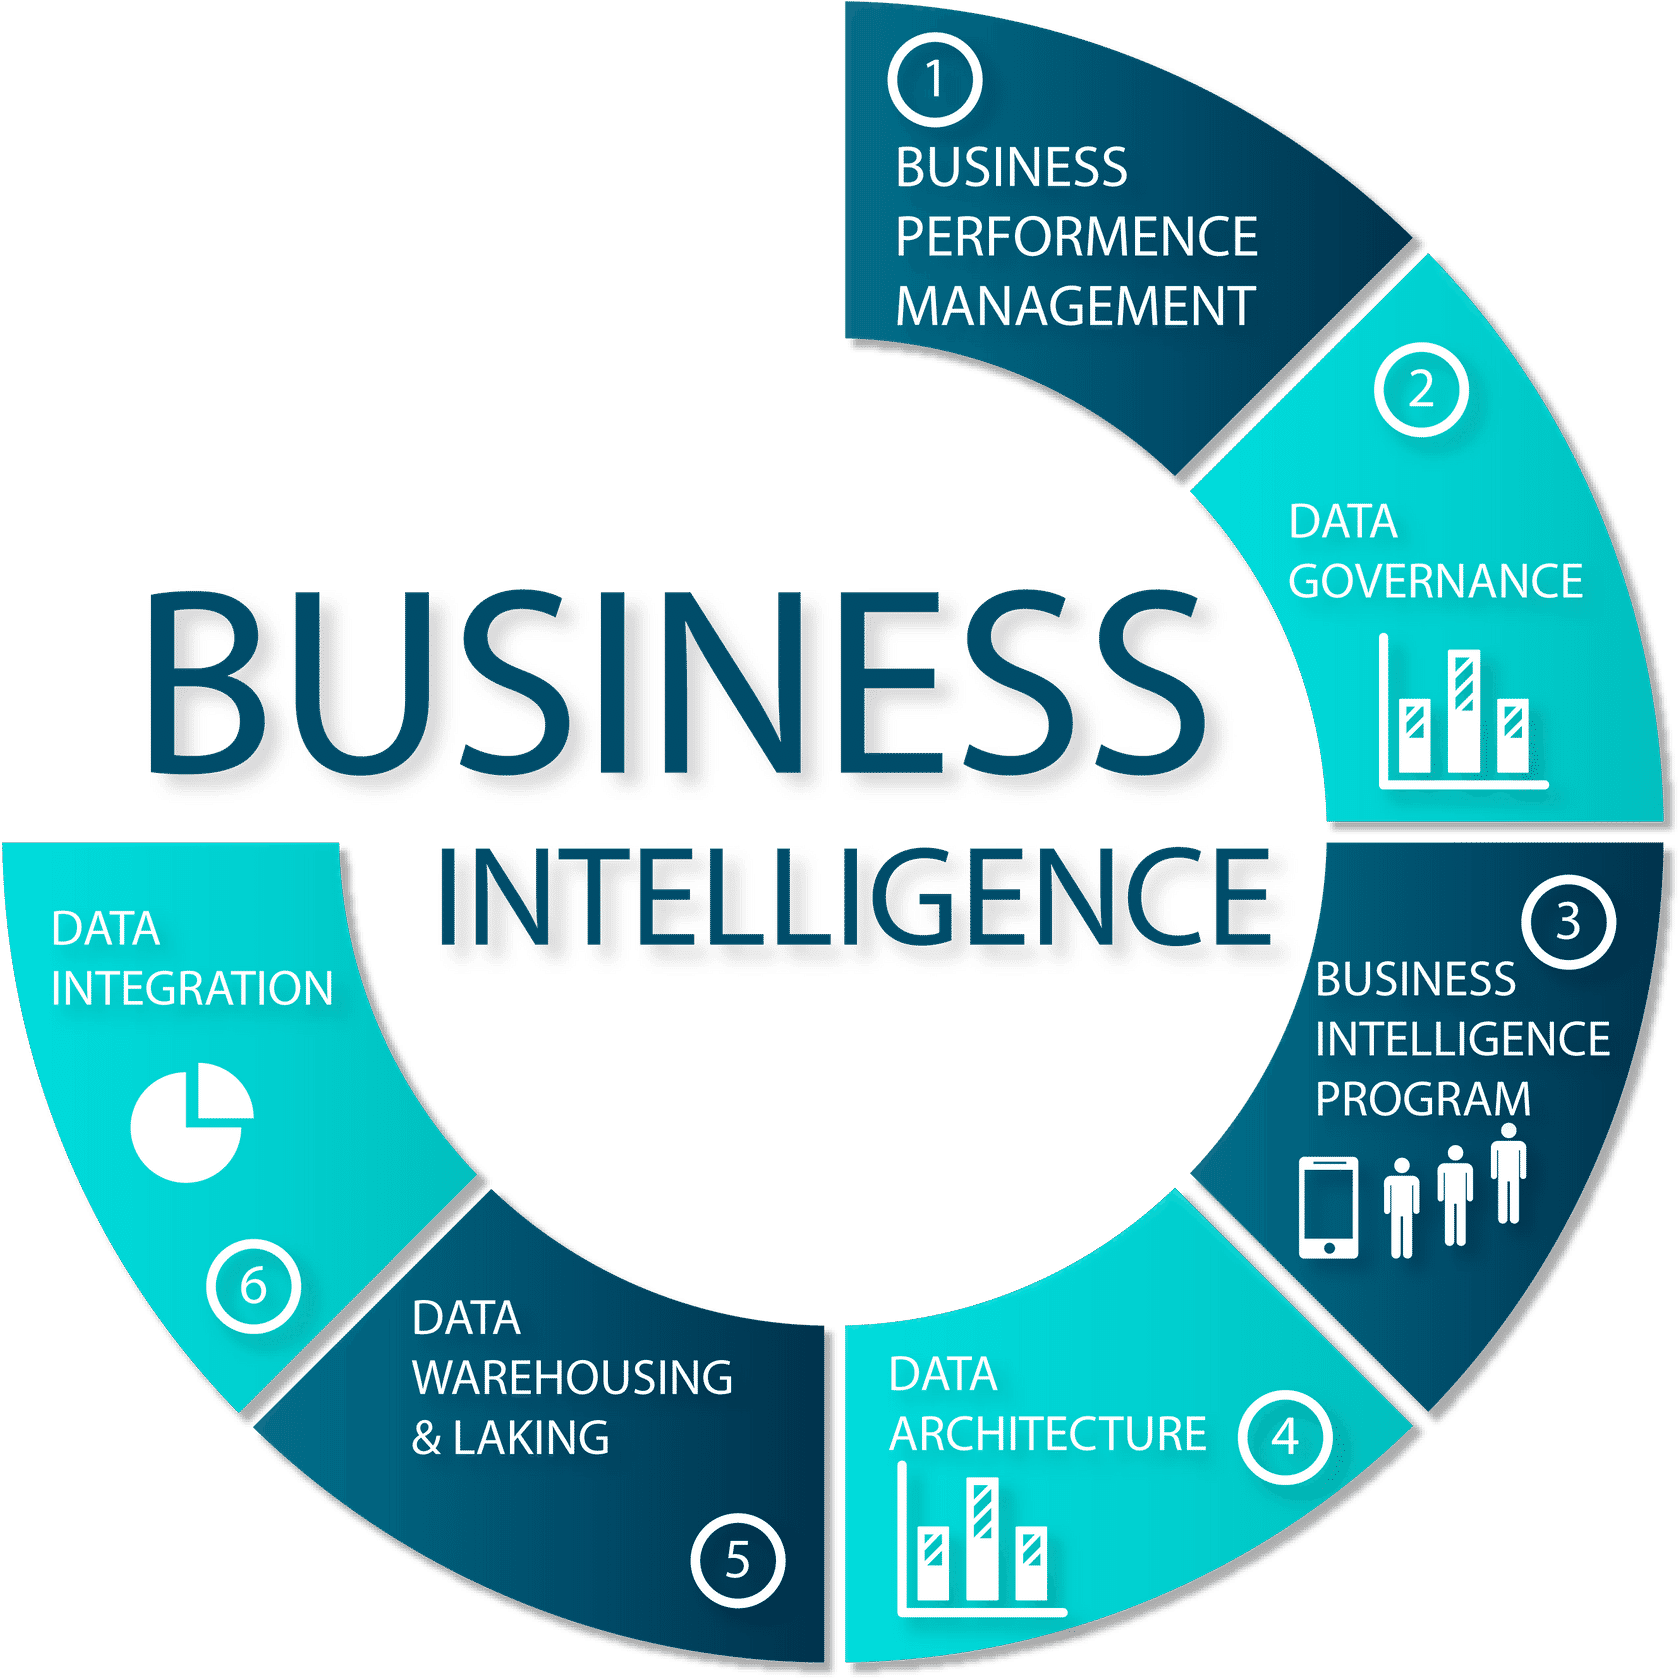 1
BUSINESS
PERFORMENCE
MANAGEMENT
2
DATA
GOVERNANCE
BUSINESS
INTELLIGENCE
3
BUSINESS
INTELLIGENCE
PROGRAM
DATA
ARCHITECTURE
4
DATA
WAREHOUSING
& LAKING
5
DATA
INTEGRATION
6